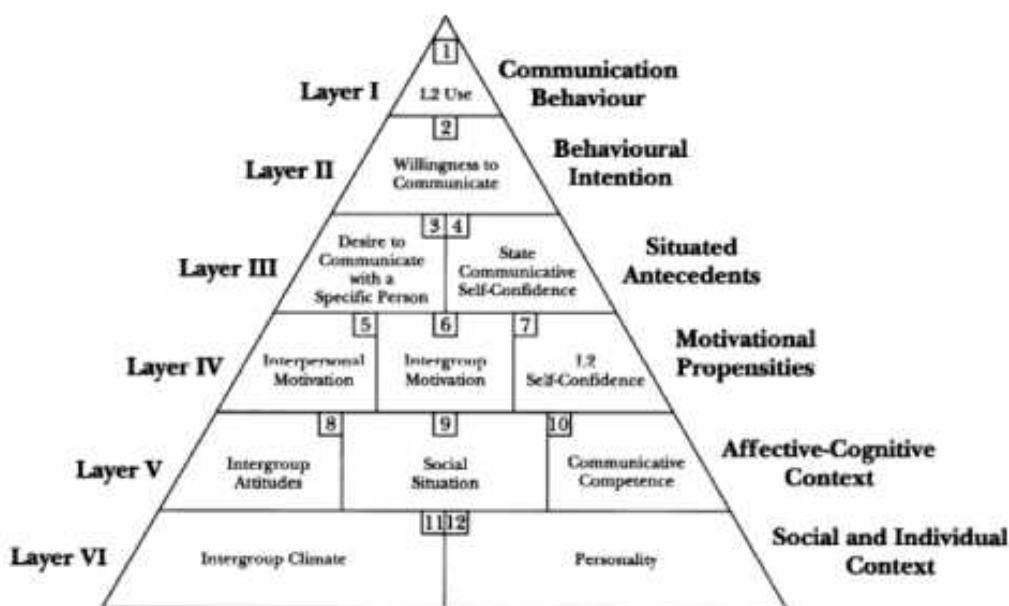 1
Layer I
L2 Use
Communication
Behaviour
2
Layer II
Willingness to
Communicate
Behavioural
Intention
3 4
Layer III
Desire to
Communicate
with a
Specific Person
State
Communicative
Self-Confidence
Situated
Antecedents
5 6 7
Layer IV
Interpersonal
Motivation
Intergroup
Motivation
L2
Self-Confidence
Motivational
Propensities
8 9 10
Layer V
Intergroup
Attitudes
Social
Situation
Communicative
Competence
Affective-Cognitive
Context
11 12
Layer VI
Intergroup Climate
Personality
Social and Individual
Context